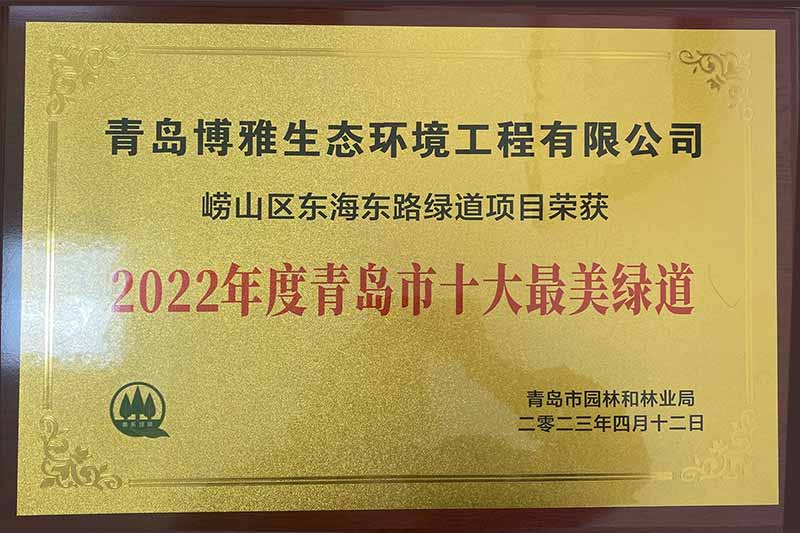 青岛博雅生态环境工程有限公司
崂山区东海东路绿道项目荣获
2022年度青岛市十大最美绿道
青岛市园林和林业局
二零二三年四月十二日